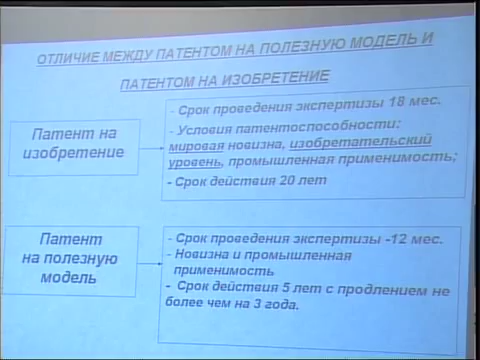 ОТЛИЧИЕ МЕЖДУ ПАТЕНТОМ НА ПОЛЕЗНУЮ МОДЕЛЬ И
ПАТЕНТОМ НА ИЗОБРЕТЕНИЕ
Патент на
изобретение
- Срок проведения экспертизы 18 мес.
- Условия патентоспособности:
мировая новизна, изобретательский
уровень, промышленная применимость;
- Срок действия 20 лет
Патент
на полезную
модель
- Срок проведения экспертизы -12 мес.
- Новизна и промышленная
применимость
- Срок действия 5 лет с продлением не
более чем на 3 года.